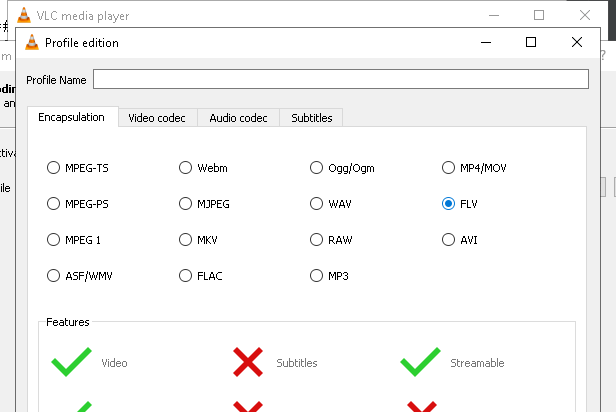 VLC media player
Profile edition
Profile Name
Encapsulation Video codec Audio codec Subtitles
MPEG-TS Webm Ogg/Ogm MP4/MOV
MPEG-PS MJPEG WAV FLV
MPEG 1 MKV RAW AVI
ASF/WMV FLAC MP3
Features
Video Subtitles Streamable